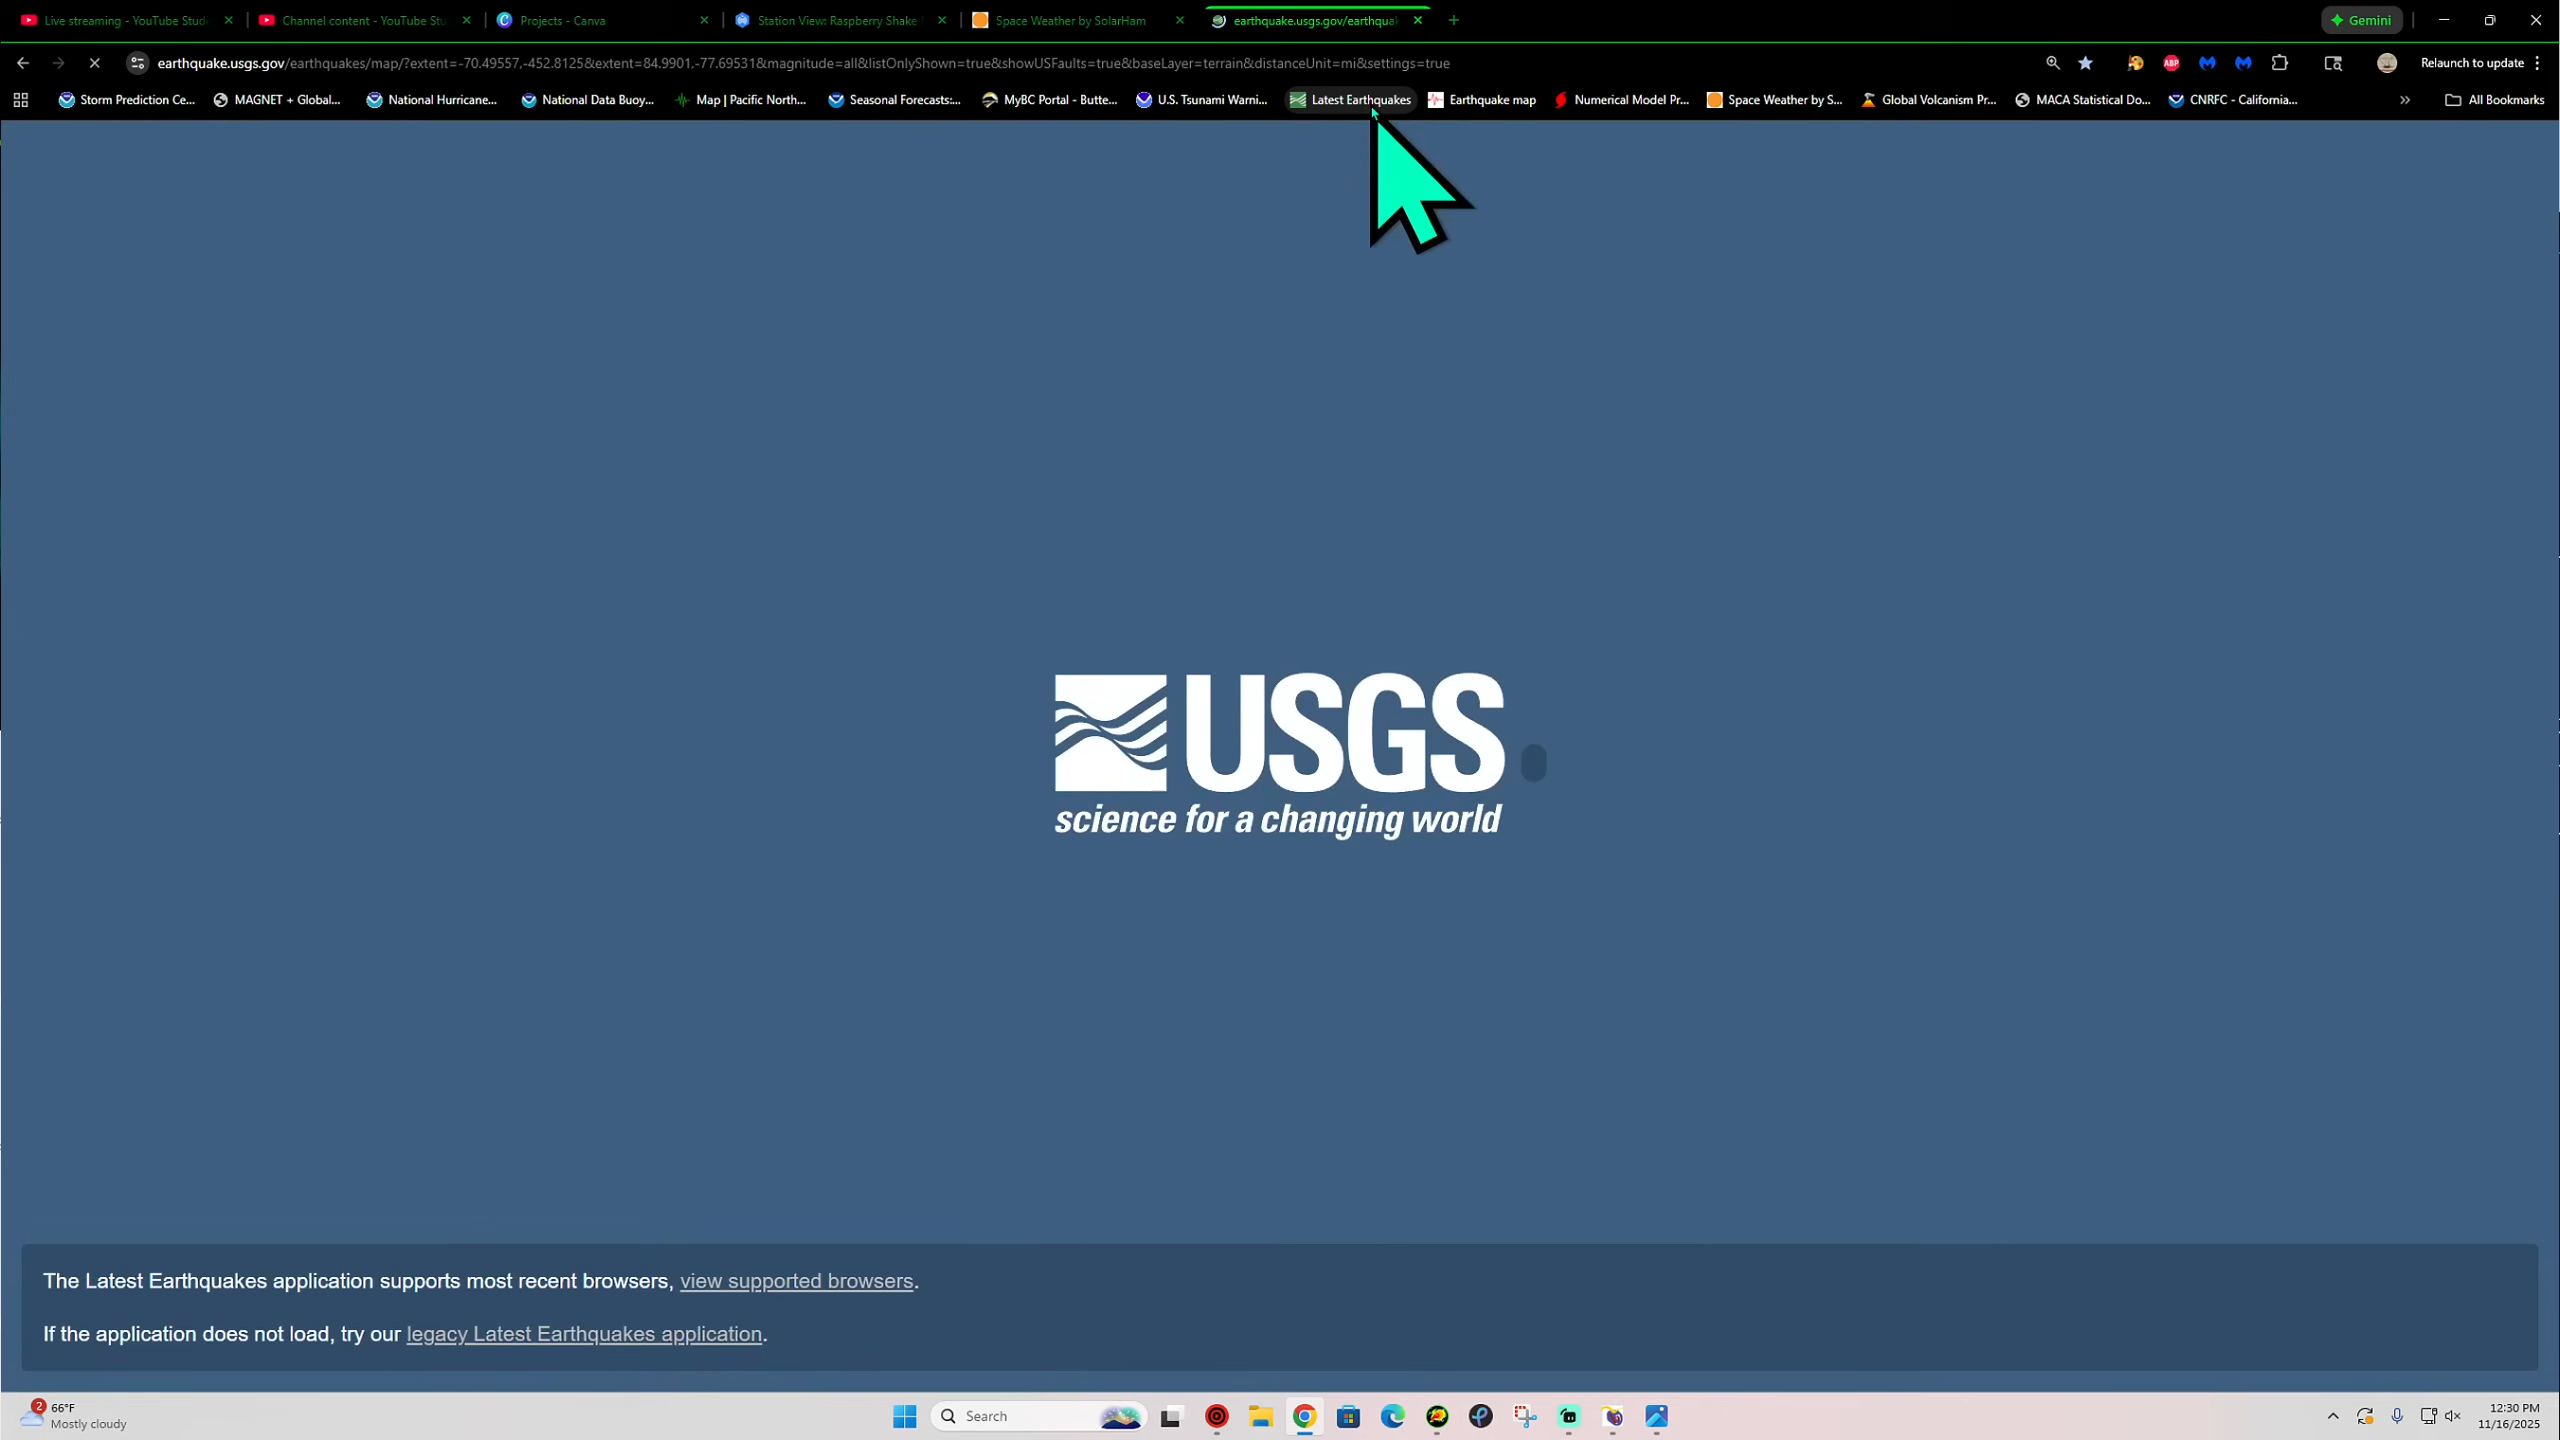 Live streaming - YouTube Studi
Channel content - YouTube Stu
Projects - Canva
Station View: Raspberry Shake
Space Weather by SolarHam
earthquake.usgs.gov/earthqua
Gemini
earthquake.usgs.gov/earthquakes/map/?extent=-70.49557,-452.8125&extent=84.9901,-77.69531&magnitude=all&listOnlyShown=true&showUSFaults=true&baseLayer=terrain&distanceUnit=mi&settings=true
ABP
Relaunch to update
Storm Prediction Ce...
MAGNET + Global...
National Hurricane...
National Data Buoy...
Map | Pacific North...
Seasonal Forecasts:...
MyBC Portal - Butte...
U.S. Tsunami Warni...
Latest Earthquakes
Earthquake map
Numerical Model Pr...
Space Weather by S...
Global Volcanism Pr...
MACA Statistical Do...
CNRFC - California...
All Bookmarks
USGS
science for a changing world
The Latest Earthquakes application supports most recent browsers, view supported browsers.
If the application does not load, try our legacy Latest Earthquakes application.
2
66°F
Mostly cloudy
Search
12:30 PM
11/16/2025